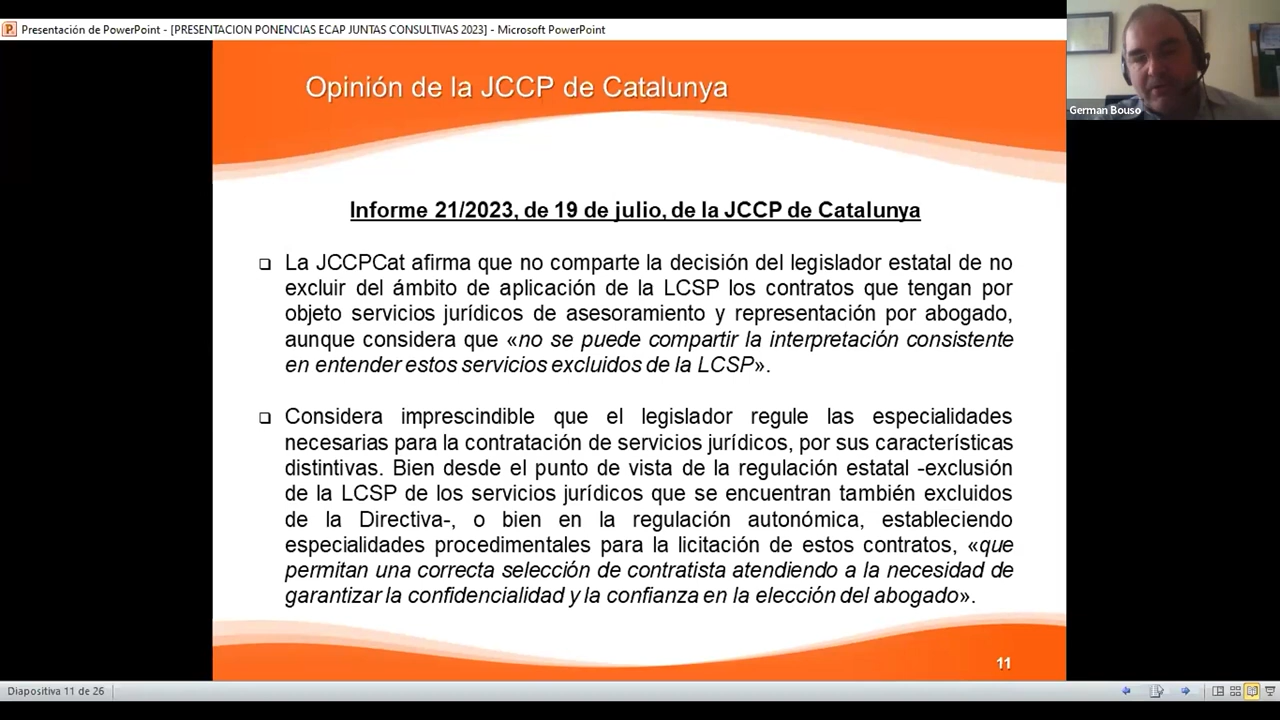 Presentación de PowerPoint - [PRESENTACION PONENCIAS ECAP JUNTAS CONSULTIVAS 2023] - Microsoft PowerPoint
German Bouso
Opinión de la JCCP de Catalunya
Informe 21/2023, de 19 de julio, de la JCCP de Catalunya
❑ La JCCPCat afirma que no comparte la decisión del legislador estatal de no
excluir del ámbito de aplicación de la LCSP los contratos que tengan por
objeto servicios jurídicos de asesoramiento y representación por abogado,
aunque considera que «no se puede compartir la interpretación consistente
en entender estos servicios excluidos de la LCSP».
❑ Considera imprescindible que el legislador regule las especialidades
necesarias para la contratación de servicios jurídicos, por sus características
distintivas. Bien desde el punto de vista de la regulación estatal -exclusión
de la LCSP de los servicios jurídicos que se encuentran también excluidos
de la Directiva-, o bien en la regulación autonómica, estableciendo
especialidades procedimentales para la licitación de estos contratos, «que
permitan una correcta selección de contratista atendiendo a la necesidad de
garantizar la confidencialidad y la confianza en la elección del abogado».
11
Diapositiva 11 de 26